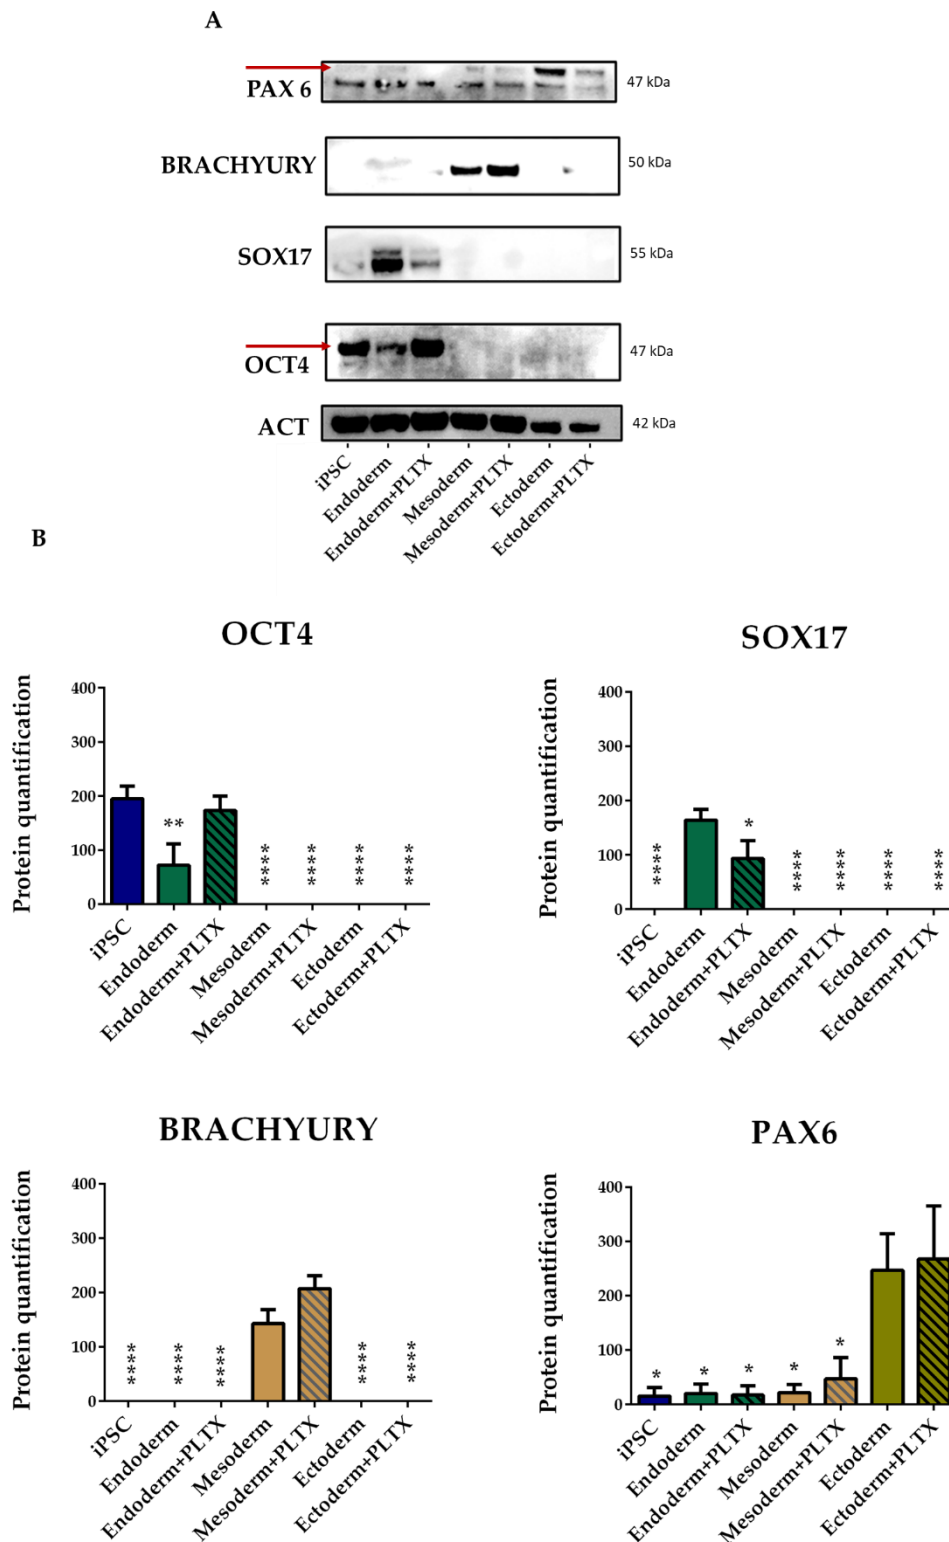 A
PAX 6
47 kDa
BRACHYURY
50 kDa
SOX17
55 kDa
OCT4
47 kDa
ACT
42 kDa
iPSC
Endoderm
Endoderm+PLTX
Mesoderm
Mesoderm+PLTX
Ectoderm
Ectoderm+PLTX
B
OCT4
Protein quantification
400
300
200
100
0
**
****
****
****
****
iPSC
Endoderm
Endoderm+PLTX
Mesoderm
Mesoderm+PLTX
Ectoderm
Ectoderm+PLTX
SOX17
Protein quantification
400
300
200
100
0
****
*
****
****
****
****
iPSC
Endoderm
Endoderm+PLTX
Mesoderm
Mesoderm+PLTX
Ectoderm
Ectoderm+PLTX
BRACHYURY
Protein quantification
400
300
200
100
0
****
****
****
****
****
iPSC
Endoderm
Endoderm+PLTX
Mesoderm
Mesoderm+PLTX
Ectoderm
Ectoderm+PLTX
PAX6
Protein quantification
400
300
200
100
0
*
*
*
*
*
iPSC
Endoderm
Endoderm+PLTX
Mesoderm
Mesoderm+PLTX
Ectoderm
Ectoderm+PLTX